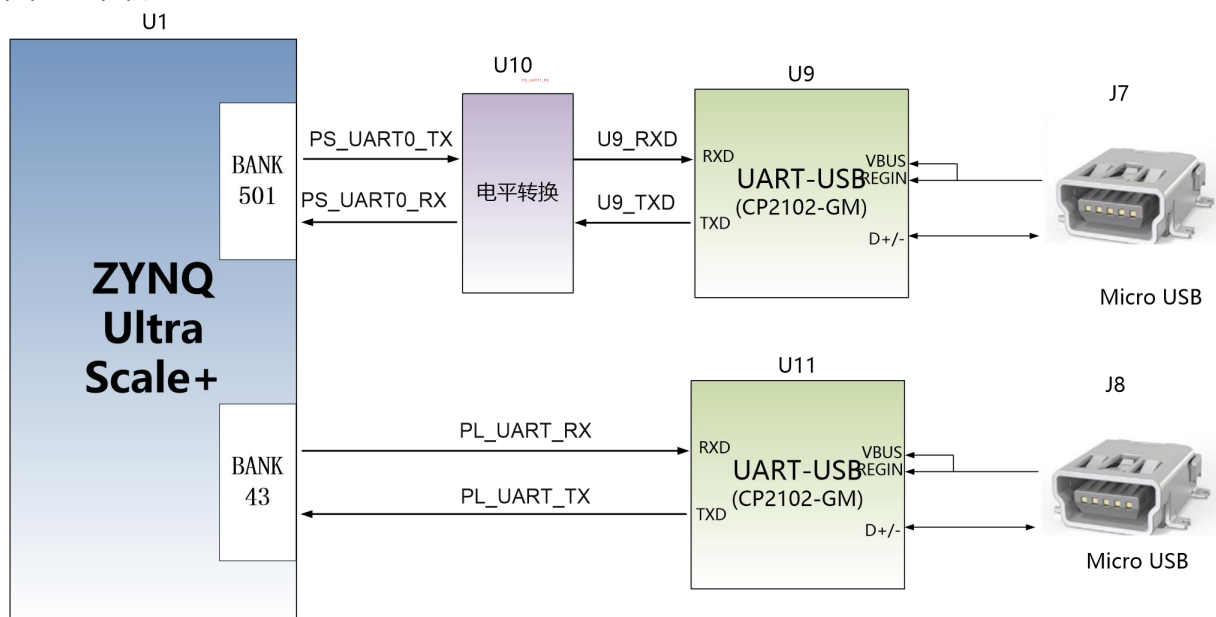 U1
ZYNQ
Ultra
Scale+
BANK
501
BANK
43
PS_UART0_TX
PS_UART0_RX
U10
PS_UART1_RX
电平转换
U9_RXD
U9_TXD
U9
RXD
TXD
UART-USB
(CP2102-GM)
VBUS
REGIN
D+/-
J7
Micro USB
PL_UART_RX
PL_UART_TX
U11
RXD
TXD
UART-USB
(CP2102-GM)
VBUS
REGIN
D+/-
J8
Micro USB